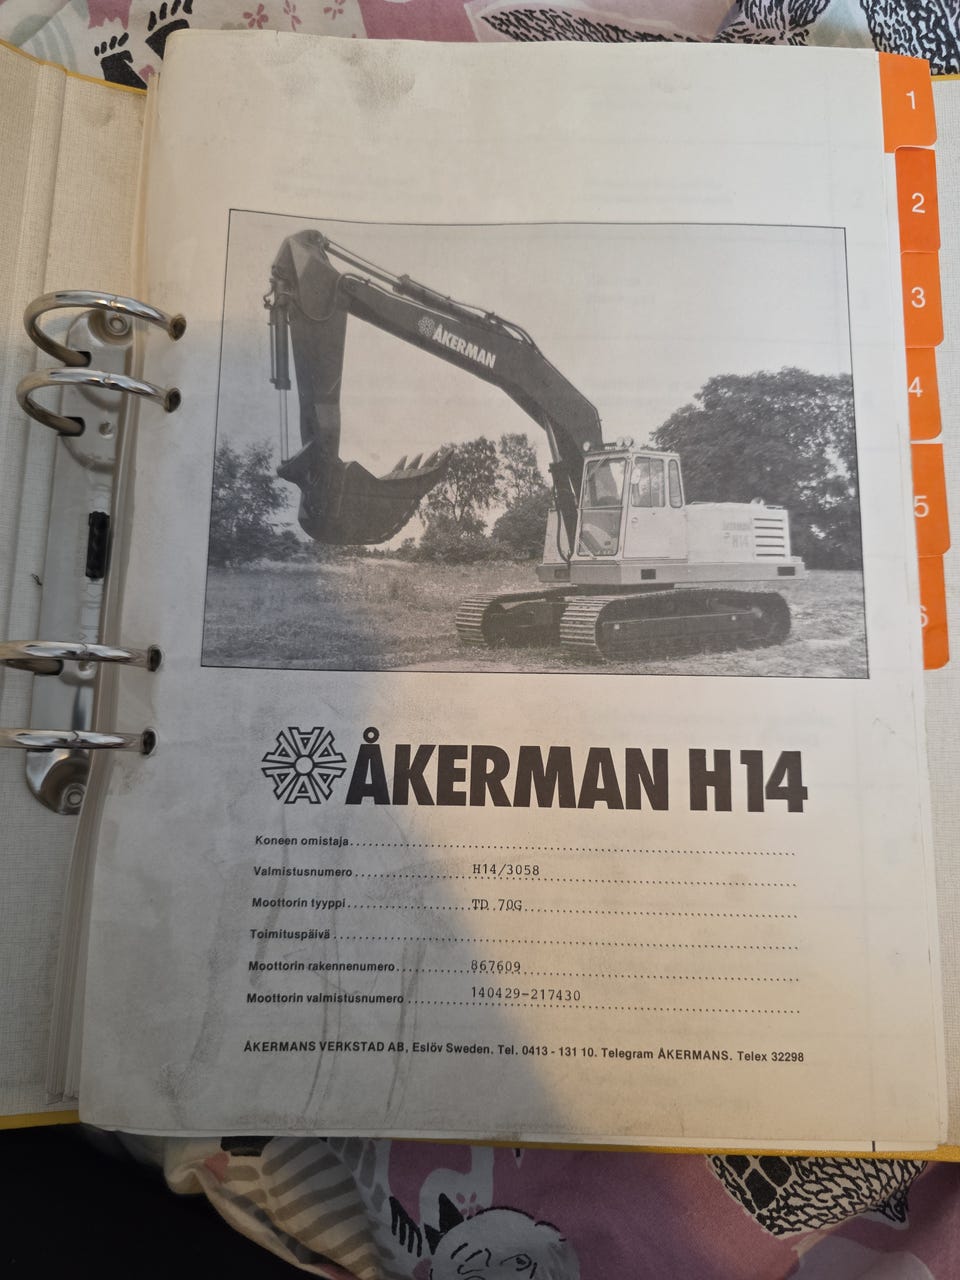 1
2
3
4
5
ÅKERMAN
H14
ÅKERMAN H14
Koneen omistaja
Valmistusnumero H14/3058
Moottorin tyyppi TD 70G
Toimituspäivä
Moottorin rakennenumero 867609
Moottorin valmistusnumero 140429-217430
ÅKERMANS VERKSTAD AB, Eslöv Sweden. Tel. 0413 - 131 10. Telegram ÅKERMANS. Telex 32298